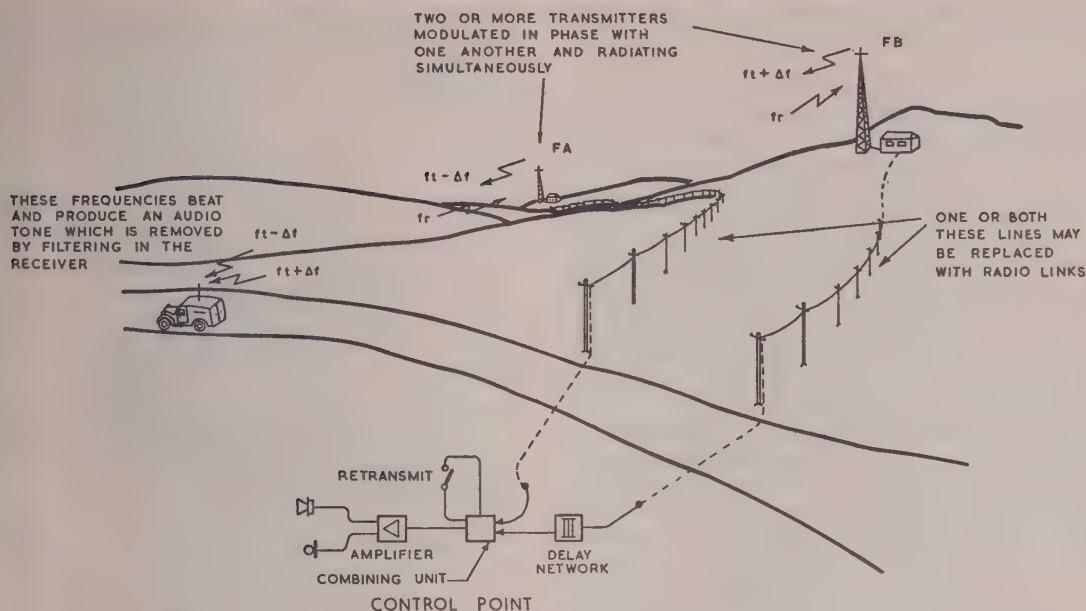 TWO OR MORE TRANSMITTERS
MODULATED IN PHASE WITH
ONE ANOTHER AND RADIATING
SIMULTANEOUSLY
FB
ft + Δf
fr
FA
ft - Δf
fr
THESE FREQUENCIES BEAT
AND PRODUCE AN AUDIO
TONE WHICH IS REMOVED
BY FILTERING IN THE
RECEIVER
ft - Δf
ft + Δf
ONE OR BOTH
THESE LINES MAY
BE REPLACED
WITH RADIO LINKS
RETRANSMIT
AMPLIFIER
DELAY
NETWORK
COMBINING UNIT
CONTROL POINT